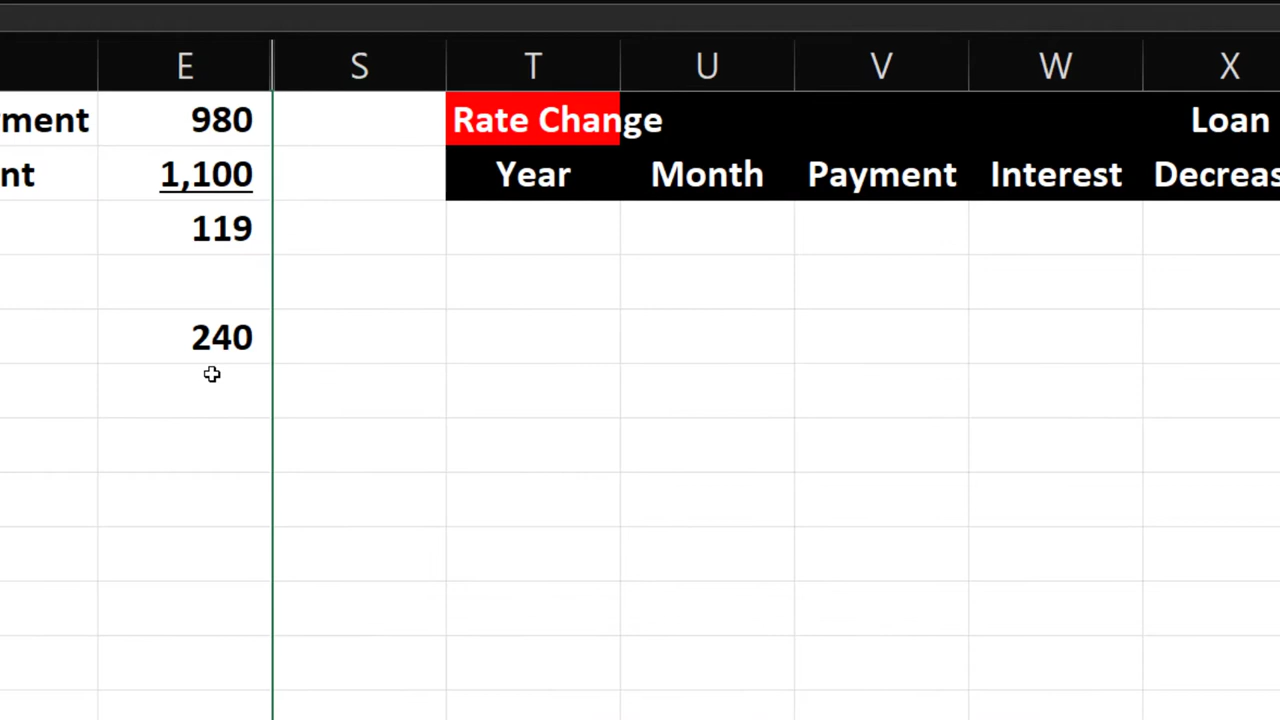 E S T U V W X
ment 980 Rate Change Loan
nt 1,100 Year Month Payment Interest Decreas
119
240